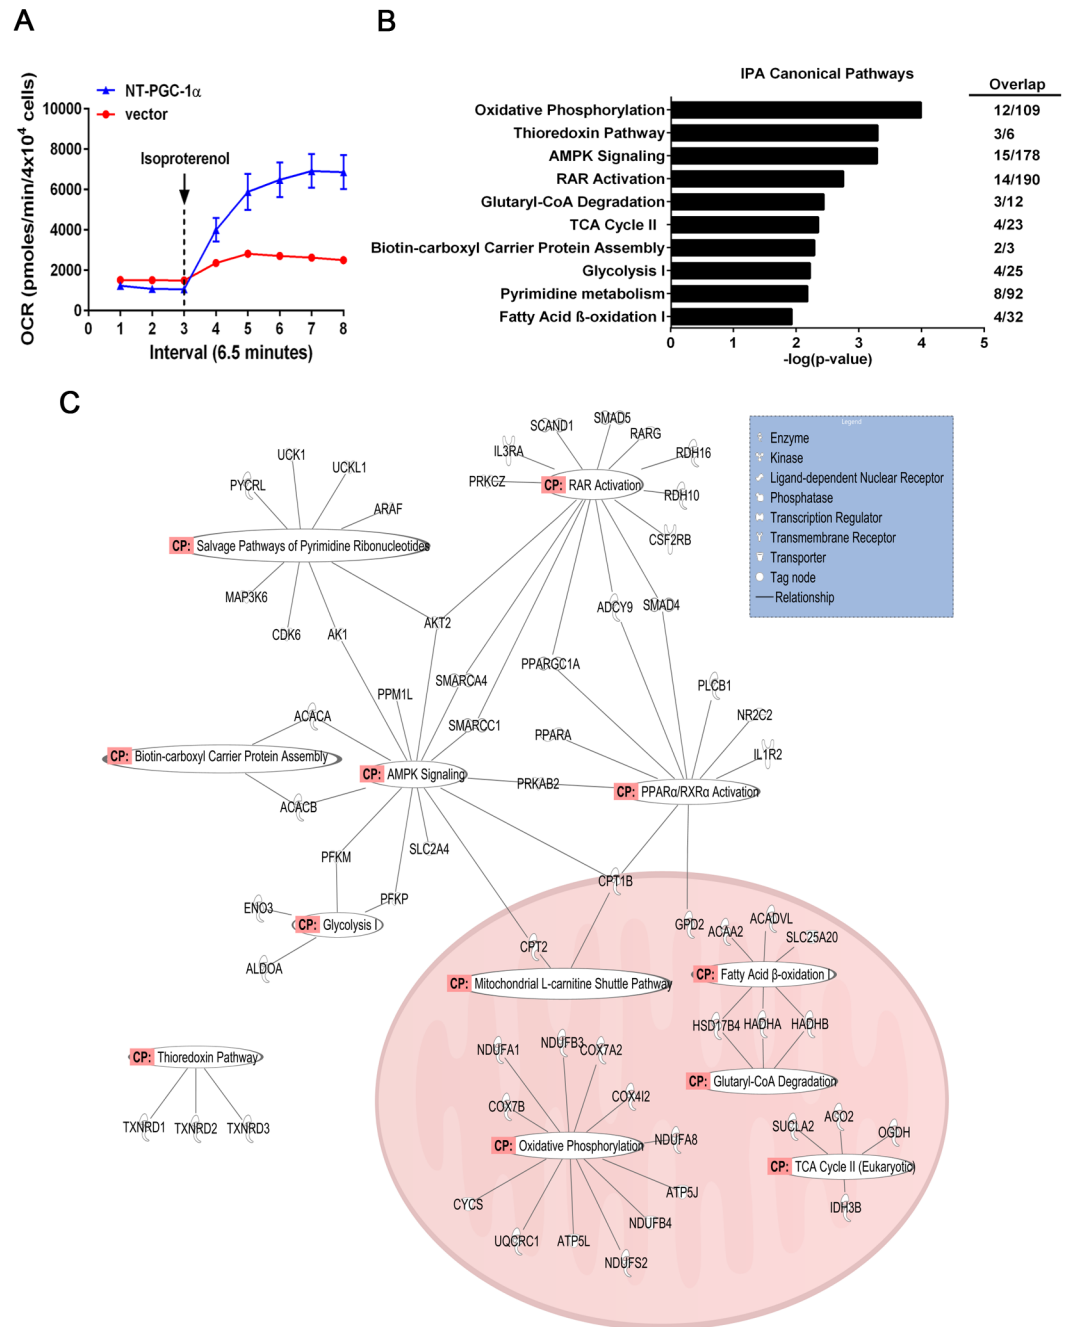 A
B
NT-PGC-1α
vector
Isoproterenol
OCR (pmoles/min/4x10⁴ cells)
10000
8000
6000
4000
2000
0
0 1 2 3 4 5 6 7 8
Interval (6.5 minutes)
IPA Canonical Pathways
Overlap
Oxidative Phosphorylation 12/109
Thioredoxin Pathway 3/6
AMPK Signaling 15/178
RAR Activation 14/190
Glutaryl-CoA Degradation 3/12
TCA Cycle II 4/23
Biotin-carboxyl Carrier Protein Assembly 2/3
Glycolysis I 4/25
Pyrimidine metabolism 8/92
Fatty Acid ß-oxidation I 4/32
0 1 2 3 4 5
-log(p-value)
C
SCAND1
SMAD5
RARG
IL3RA
RDH16
PRKCZ
CP: RAR Activation
RDH10
CSF2RB
UCK1
UCKL1
PYCRL
ARAF
CP: Salvage Pathways of Pyrimidine Ribonucleotides
MAP3K6
CDK6
AK1
AKT2
ADCY9
SMAD4
Legend
Enzyme
Kinase
Ligand-dependent Nuclear Receptor
Phosphatase
Transcription Regulator
Transmembrane Receptor
Transporter
Tag node
Relationship
PPARGC1A
SMARCA4
PPM1L
SMARCC1
PLCB1
NR2C2
IL1R2
PPARA
ACACA
CP: Biotin-carboxyl Carrier Protein Assembly
CP: AMPK Signaling
PRKAB2
CP: PPARα/RXRα Activation
ACACB
SLC2A4
PFKM
PFKP
CPT1B
ENO3
CP: Glycolysis I
ALDOA
GPD2
ACAA2
ACADVL
SLC25A20
CPT2
CP: Mitochondrial L-carnitine Shuttle Pathway
CP: Fatty Acid β-oxidation I
HSD17B4
HADHA
HADHB
CP: Glutaryl-CoA Degradation
CP: Thioredoxin Pathway
TXNRD1
TXNRD2
TXNRD3
NDUFA1
NDUFB3
COX7A2
COX7B
COX4I2
CP: Oxidative Phosphorylation
NDUFA8
CYCS
ATP5J
UQCRC1
ATP5L
NDUFB4
NDUFS2
SUCLA2
ACO2
OGDH
CP: TCA Cycle II (Eukaryotic)
IDH3B